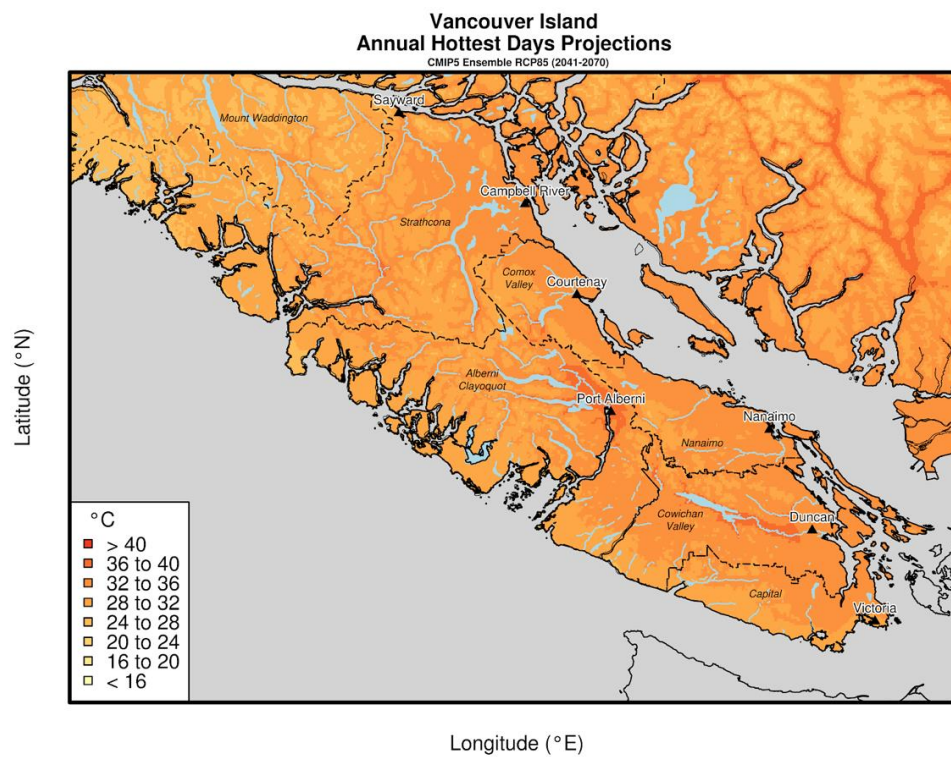 Vancouver Island
Annual Hottest Days Projections
CMIP5 Ensemble RCP85 (2041-2070)
Sayward
Mount Waddington
Campbell River
Strathcona
Comox
Valley
Courtenay
Alberni
Clayoquot
Port Alberni
Nanaimo
Nanaimo
Cowichan
Valley
Duncan
Capital
Victoria
Latitude (°N)
°C
> 40
36 to 40
32 to 36
28 to 32
24 to 28
20 to 24
16 to 20
< 16
Longitude (°E)